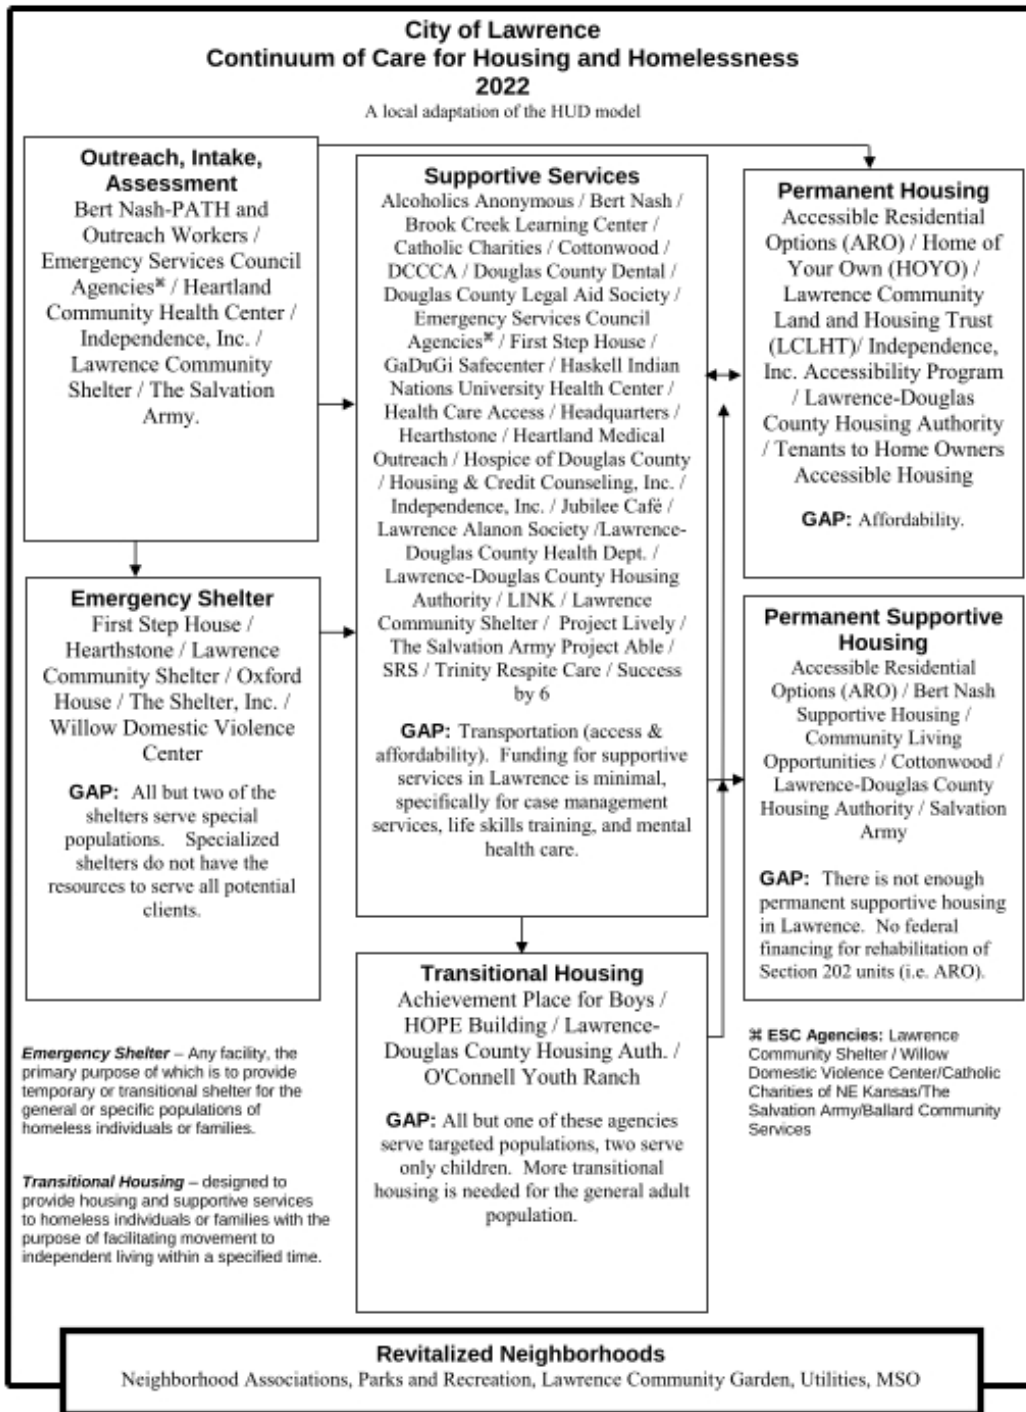 City of Lawrence
Continuum of Care for Housing and Homelessness
2022
A local adaptation of the HUD model
Outreach, Intake,
Assessment
Bert Nash-PATH and
Outreach Workers /
Emergency Services Council
Agencies⌘ / Heartland
Community Health Center /
Independence, Inc. /
Lawrence Community
Shelter / The Salvation
Army.
Emergency Shelter
First Step House /
Hearthstone / Lawrence
Community Shelter / Oxford
House / The Shelter, Inc. /
Willow Domestic Violence
Center
GAP: All but two of the
shelters serve special
populations. Specialized
shelters do not have the
resources to serve all potential
clients.
Emergency Shelter – Any facility, the
primary purpose of which is to provide
temporary or transitional shelter for the
general or specific populations of
homeless individuals or families.
Transitional Housing – designed to
provide housing and supportive services
to homeless individuals or families with the
purpose of facilitating movement to
independent living within a specified time.
Supportive Services
Alcoholics Anonymous / Bert Nash /
Brook Creek Learning Center /
Catholic Charities / Cottonwood /
DCCCA / Douglas County Dental /
Douglas County Legal Aid Society /
Emergency Services Council
Agencies⌘ / First Step House /
GaDuGi Safecenter / Haskell Indian
Nations University Health Center /
Health Care Access / Headquarters /
Hearthstone / Heartland Medical
Outreach / Hospice of Douglas County
/ Housing & Credit Counseling, Inc. /
Independence, Inc. / Jubilee Café /
Lawrence Alanon Society /Lawrence-
Douglas County Health Dept. /
Lawrence-Douglas County Housing
Authority / LINK / Lawrence
Community Shelter / Project Lively /
The Salvation Army Project Able /
SRS / Trinity Respite Care / Success
by 6
GAP: Transportation (access &
affordability). Funding for supportive
services in Lawrence is minimal,
specifically for case management
services, life skills training, and mental
health care.
Transitional Housing
Achievement Place for Boys /
HOPE Building / Lawrence-
Douglas County Housing Auth. /
O'Connell Youth Ranch
GAP: All but one of these agencies
serve targeted populations, two serve
only children. More transitional
housing is needed for the general adult
population.
Permanent Housing
Accessible Residential
Options (ARO) / Home of
Your Own (HOYO) /
Lawrence Community
Land and Housing Trust
(LCLHT)/ Independence,
Inc. Accessibility Program
/ Lawrence-Douglas
County Housing Authority
/ Tenants to Home Owners
Accessible Housing
GAP: Affordability.
Permanent Supportive
Housing
Accessible Residential
Options (ARO) / Bert Nash
Supportive Housing /
Community Living
Opportunities / Cottonwood /
Lawrence-Douglas County
Housing Authority / Salvation
Army
GAP: There is not enough
permanent supportive housing
in Lawrence. No federal
financing for rehabilitation of
Section 202 units (i.e. ARO).
⌘ ESC Agencies: Lawrence
Community Shelter / Willow
Domestic Violence Center/Catholic
Charities of NE Kansas/The
Salvation Army/Ballard Community
Services
Revitalized Neighborhoods
Neighborhood Associations, Parks and Recreation, Lawrence Community Garden, Utilities, MSO